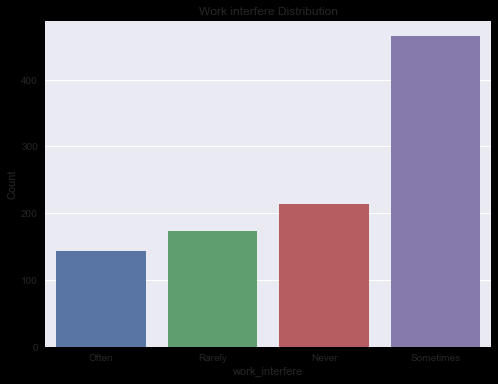 Work interfere Distribution
400
300
200
100
0
Count
Often Rarely Never Sometimes
work_interfere